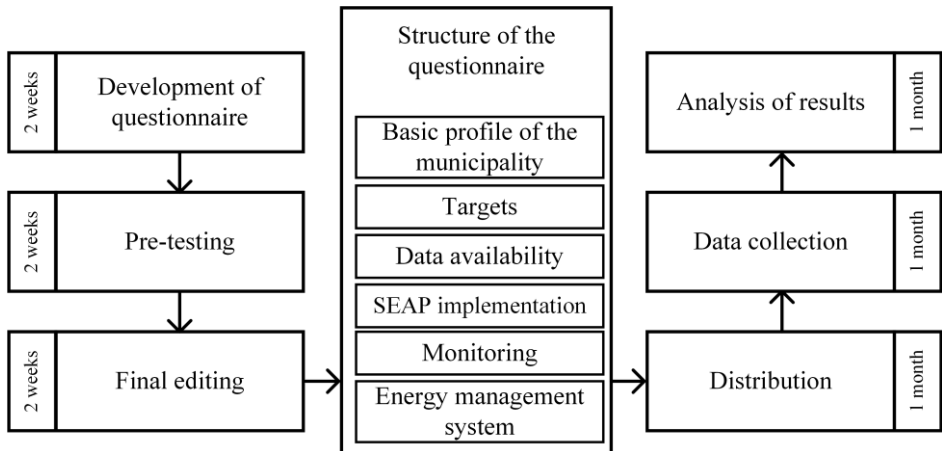 2 weeks
Development of
questionnaire
2 weeks
Pre-testing
2 weeks
Final editing
Structure of the
questionnaire
Basic profile of the
municipality
Targets
Data availability
SEAP implementation
Monitoring
Energy management
system
Analysis of results
1 month
Data collection
1 month
Distribution
1 month